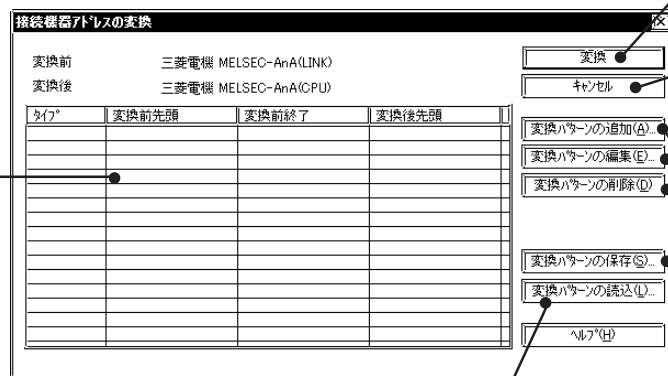 接続機器ｱﾄﾞﾚｽの変換
変換前 三菱電機 MELSEC-AnA(LINK)
変換後 三菱電機 MELSEC-AnA(CPU)
ﾀｲﾌﾟ 変換前先頭 変換前終了 変換後先頭
変換
ｷｬﾝｾﾙ
変換ﾊﾟﾀｰﾝの追加(A)...
変換ﾊﾟﾀｰﾝの編集(E)...
変換ﾊﾟﾀｰﾝの削除(D)
変換ﾊﾟﾀｰﾝの保存(S)...
変換ﾊﾟﾀｰﾝの読込(L)...
ﾍﾙﾌﾟ(H)